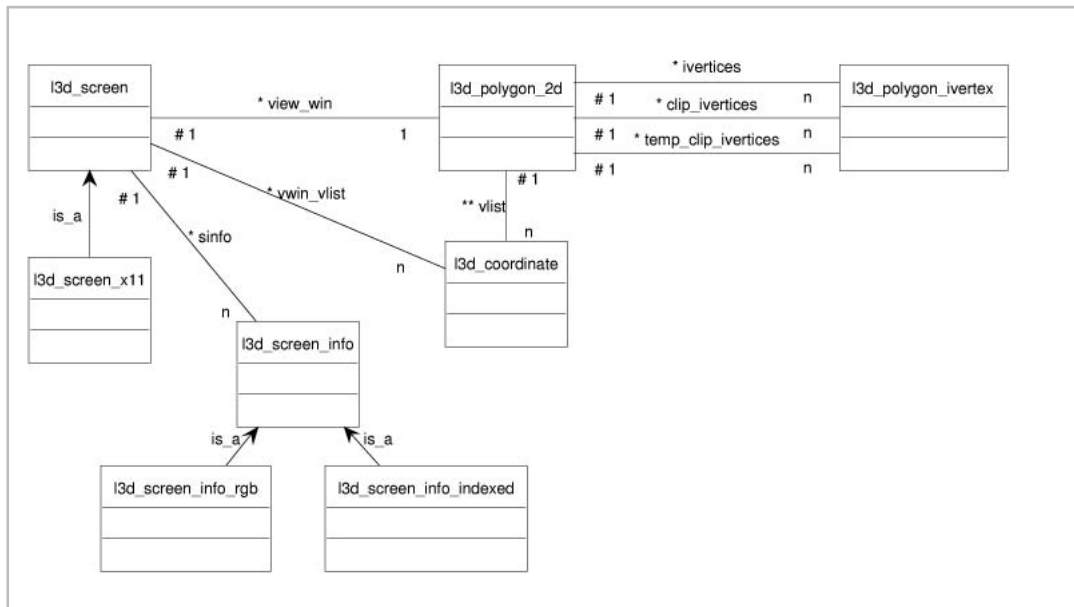 l3d_screen
l3d_polygon_2d
l3d_polygon_ivertex
* ivertices
# 1
n
* clip_ivertices
# 1
n
* temp_clip_ivertices
# 1
n
* view_win
# 1
1
# 1
* vwin_vlist
n
# 1
** vlist
n
l3d_coordinate
is_a
l3d_screen_x11
# 1
* sinfo
n
l3d_screen_info
is_a
is_a
l3d_screen_info_rgb
l3d_screen_info_indexed